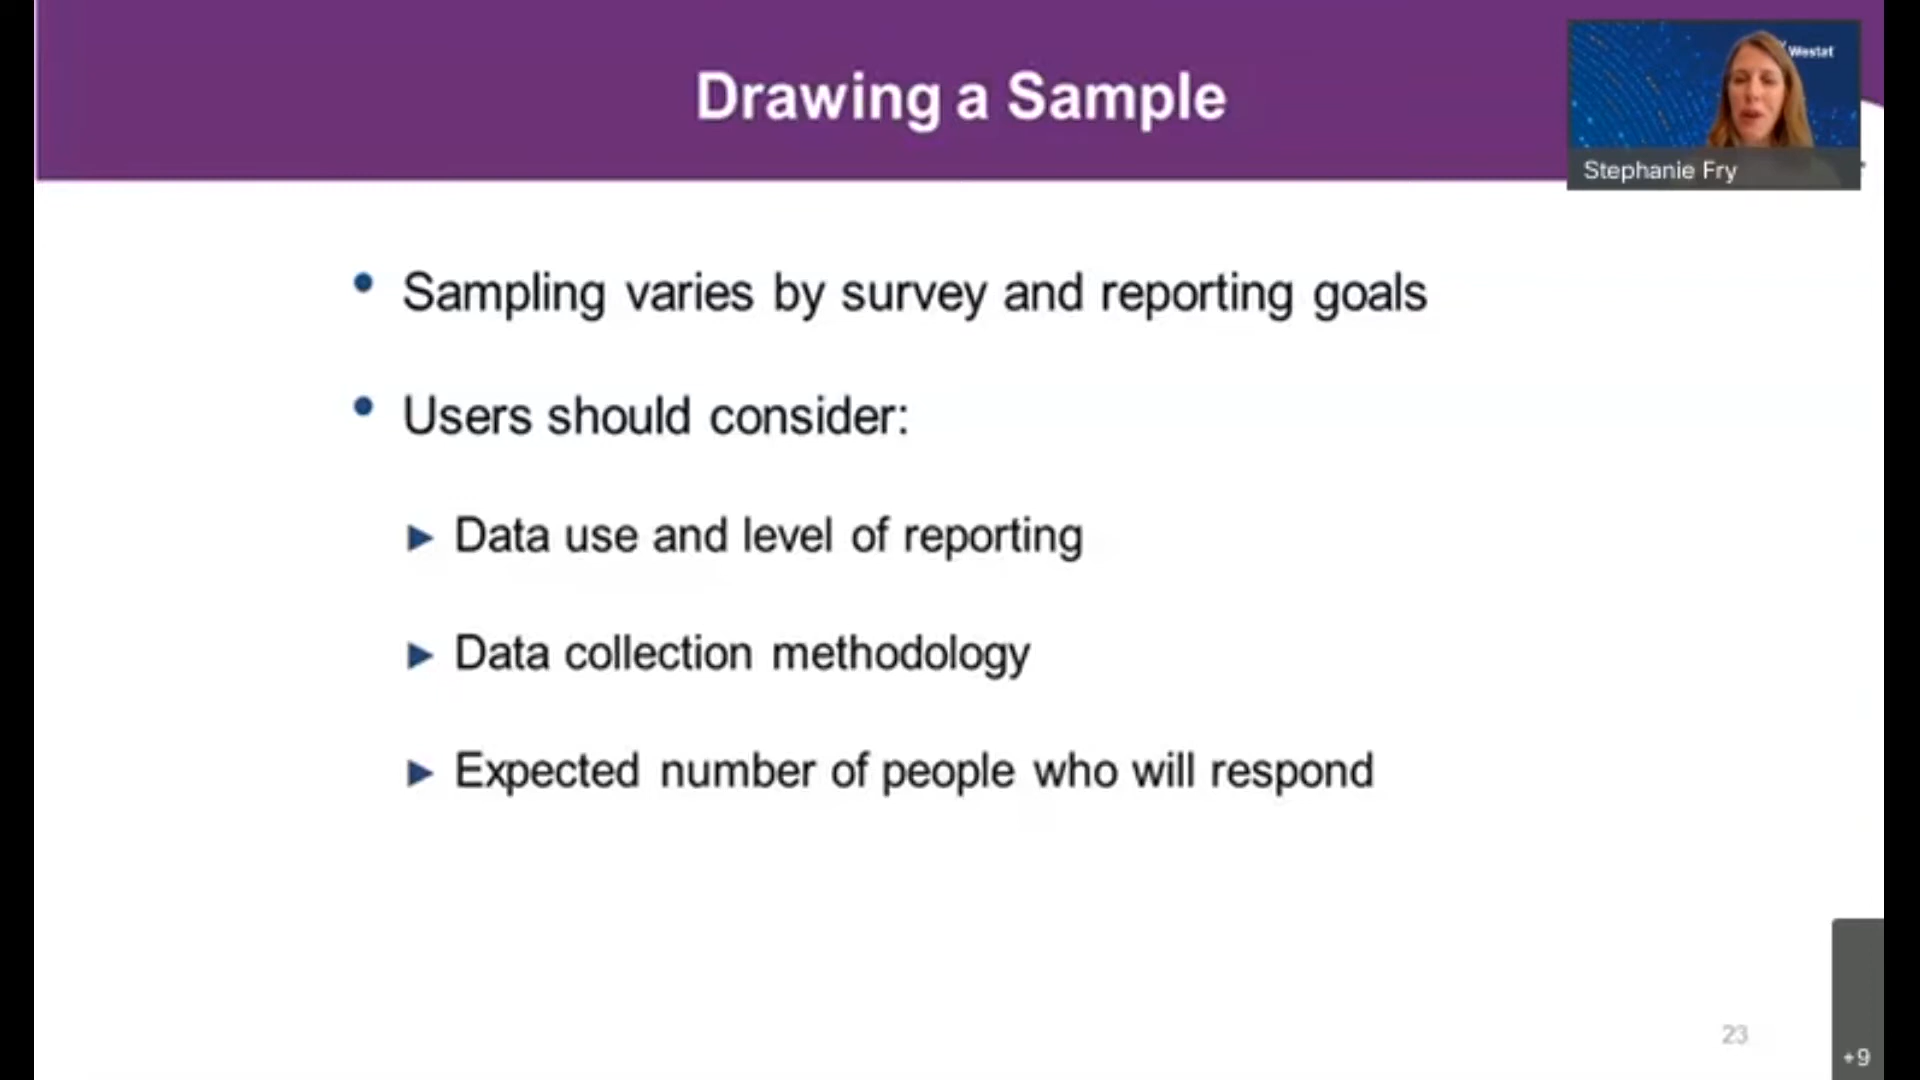 Drawing a Sample
Westat
Stephanie Fry
• Sampling varies by survey and reporting goals
• Users should consider:
► Data use and level of reporting
► Data collection methodology
► Expected number of people who will respond
23
+9